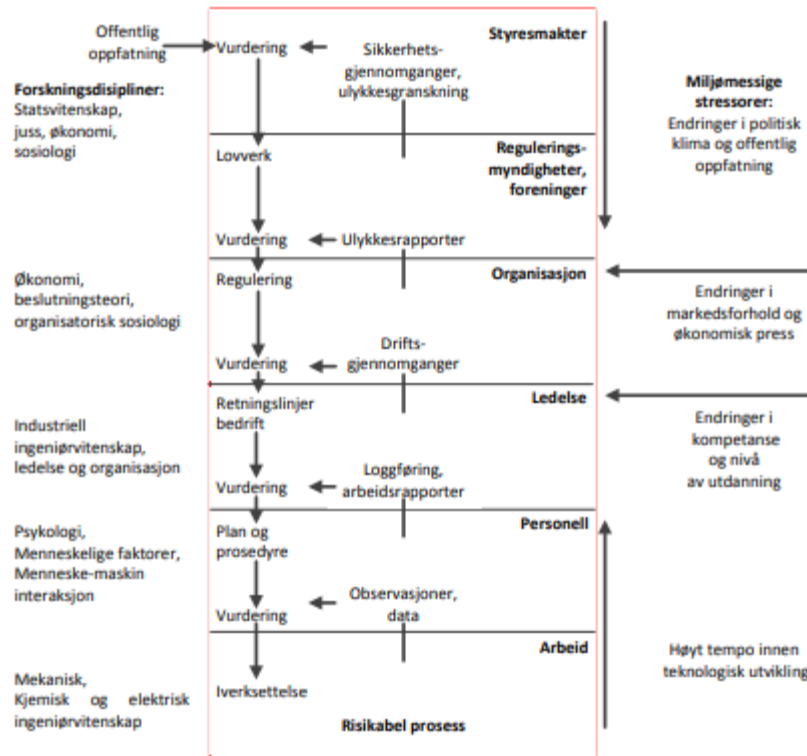 Offentlig
oppfatning
Forskningsdisipliner:
Statsvitenskap,
juss, økonomi,
sosiologi
Økonomi,
beslutningsteori,
organisatorisk sosiologi
Industriell
ingeniørvitenskap,
ledelse og organisasjon
Psykologi,
Menneskelige faktorer,
Menneske-maskin
interaksjon
Mekanisk,
Kjemisk og elektrisk
ingeniørvitenskap
Styresmakter
Vurdering
Sikkerhets-
gjennomganger,
ulykkesgranskning
Regulerings-
myndigheter,
foreninger
Lovverk
Vurdering
Ulykkesrapporter
Organisasjon
Regulering
Vurdering
Drifts-
gjennomganger
Ledelse
Retningslinjer
bedrift
Vurdering
Loggføring,
arbeidsrapporter
Personell
Plan og
prosedyre
Vurdering
Observasjoner,
data
Arbeid
Iverksettelse
Risikabel prosess
Miljømessige
stressorer:
Endringer i politisk
klima og offentlig
oppfatning
Endringer i
markedsforhold og
økonomisk press
Endringer i
kompetanse
og nivå
av utdanning
Høyt tempo innen
teknologisk utvikling